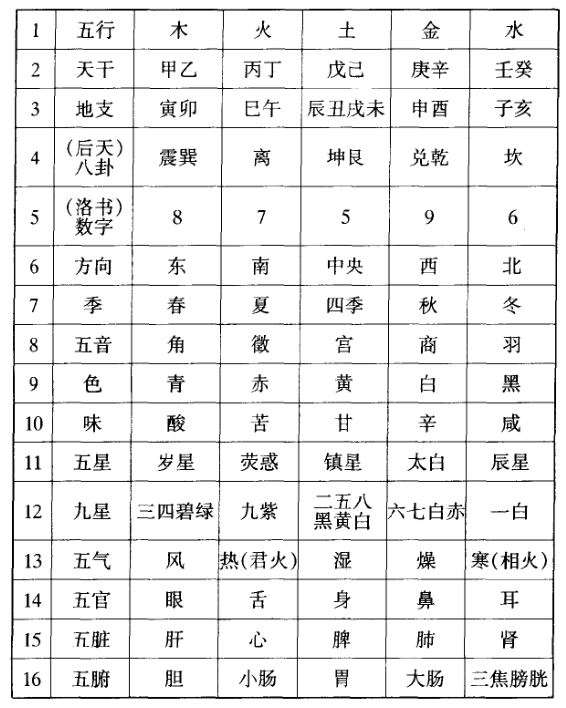 1 五行 木 火 土 金 水
2 天干 甲乙 丙丁 戊己 庚辛 壬癸
3 地支 寅卯 巳午 辰丑戌未 申酉 子亥
4 (后天)八卦 震巽 离 坤艮 兑乾 坎
5 (洛书)数字 8 7 5 9 6
6 方向 东 南 中央 西 北
7 季 春 夏 四季 秋 冬
8 五音 角 徵 宫 商 羽
9 色 青 赤 黄 白 黑
10 味 酸 苦 甘 辛 咸
11 五星 岁星 荧惑 镇星 太白 辰星
12 九星 三四碧绿 九紫 二五八黑黄白 六七白赤 一白
13 五气 风 热(君火) 湿 燥 寒(相火)
14 五官 眼 舌 身 鼻 耳
15 五脏 肝 心 脾 肺 肾
16 五腑 胆 小肠 胃 大肠 三焦膀胱